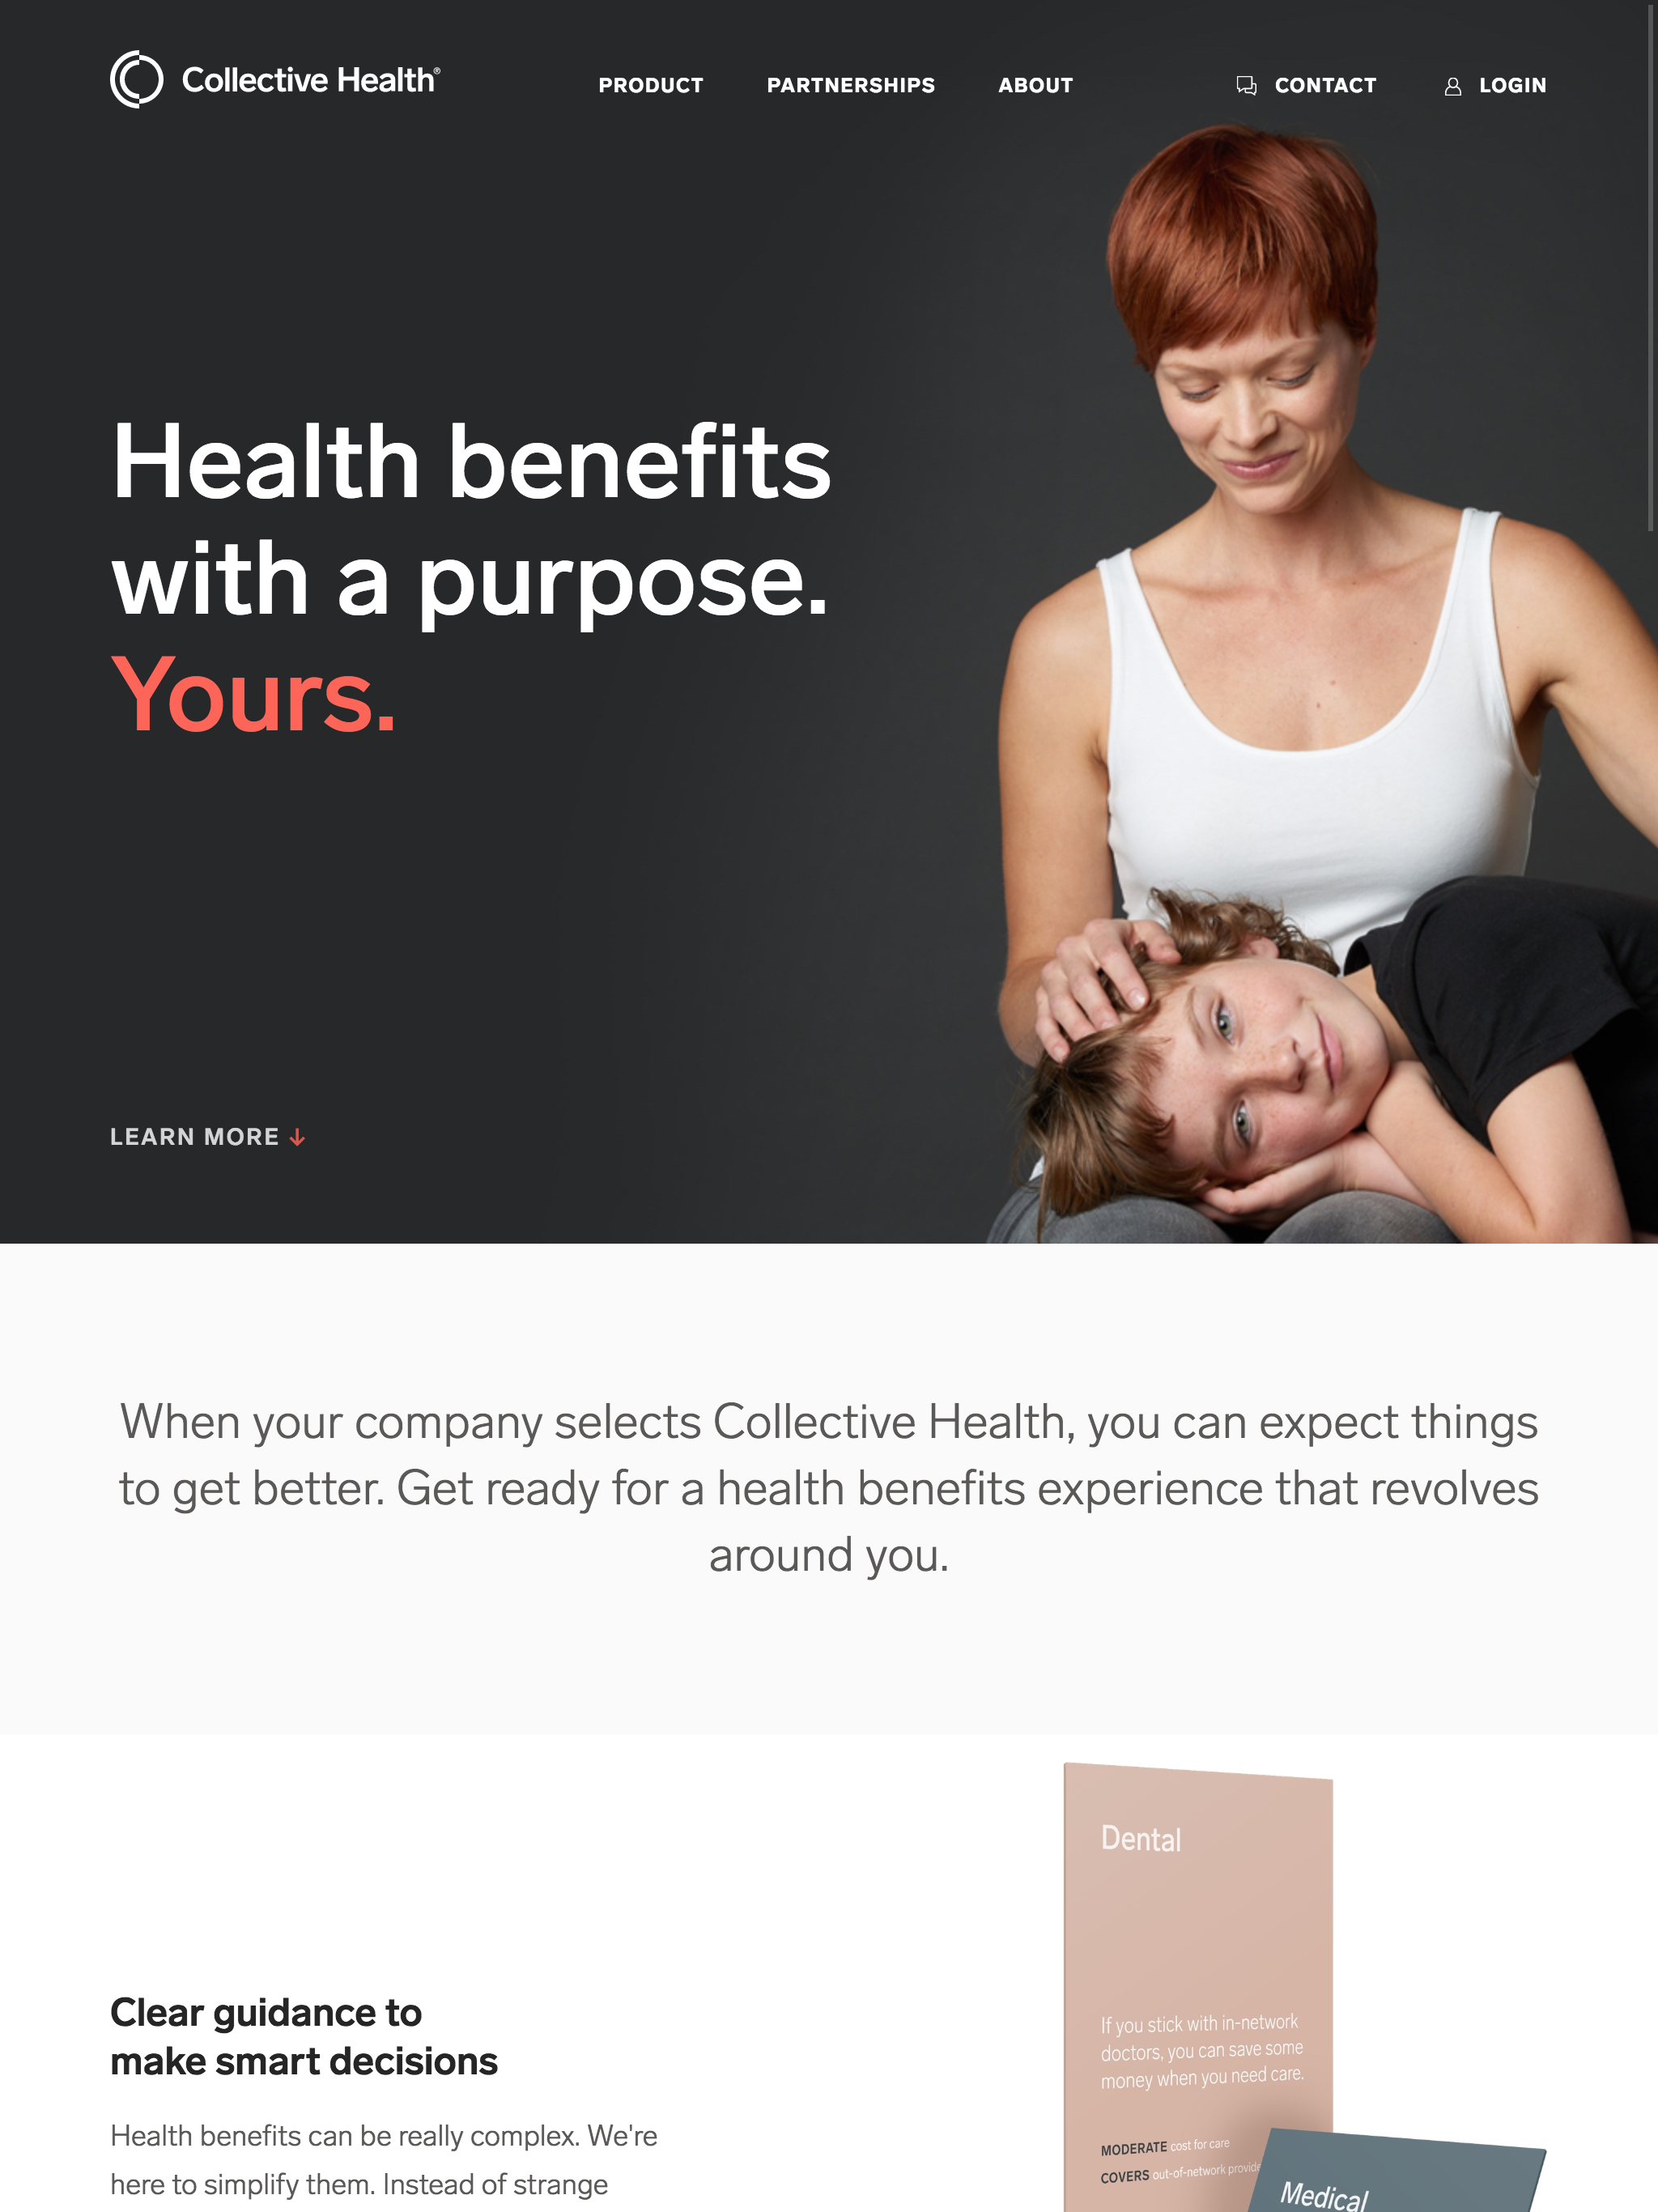 Collective Health®
PRODUCT
PARTNERSHIPS
ABOUT
CONTACT
LOGIN
Health benefits
with a purpose.
Yours.
LEARN MORE
When your company selects Collective Health, you can expect things
to get better. Get ready for a health benefits experience that revolves
around you.
Clear guidance to
make smart decisions
Health benefits can be really complex. We're
here to simplify them. Instead of strange
Dental
If you stick with in-network
doctors, you can save some
money when you need care.
MODERATE cost for care
COVERS out-of-network provide
Medical